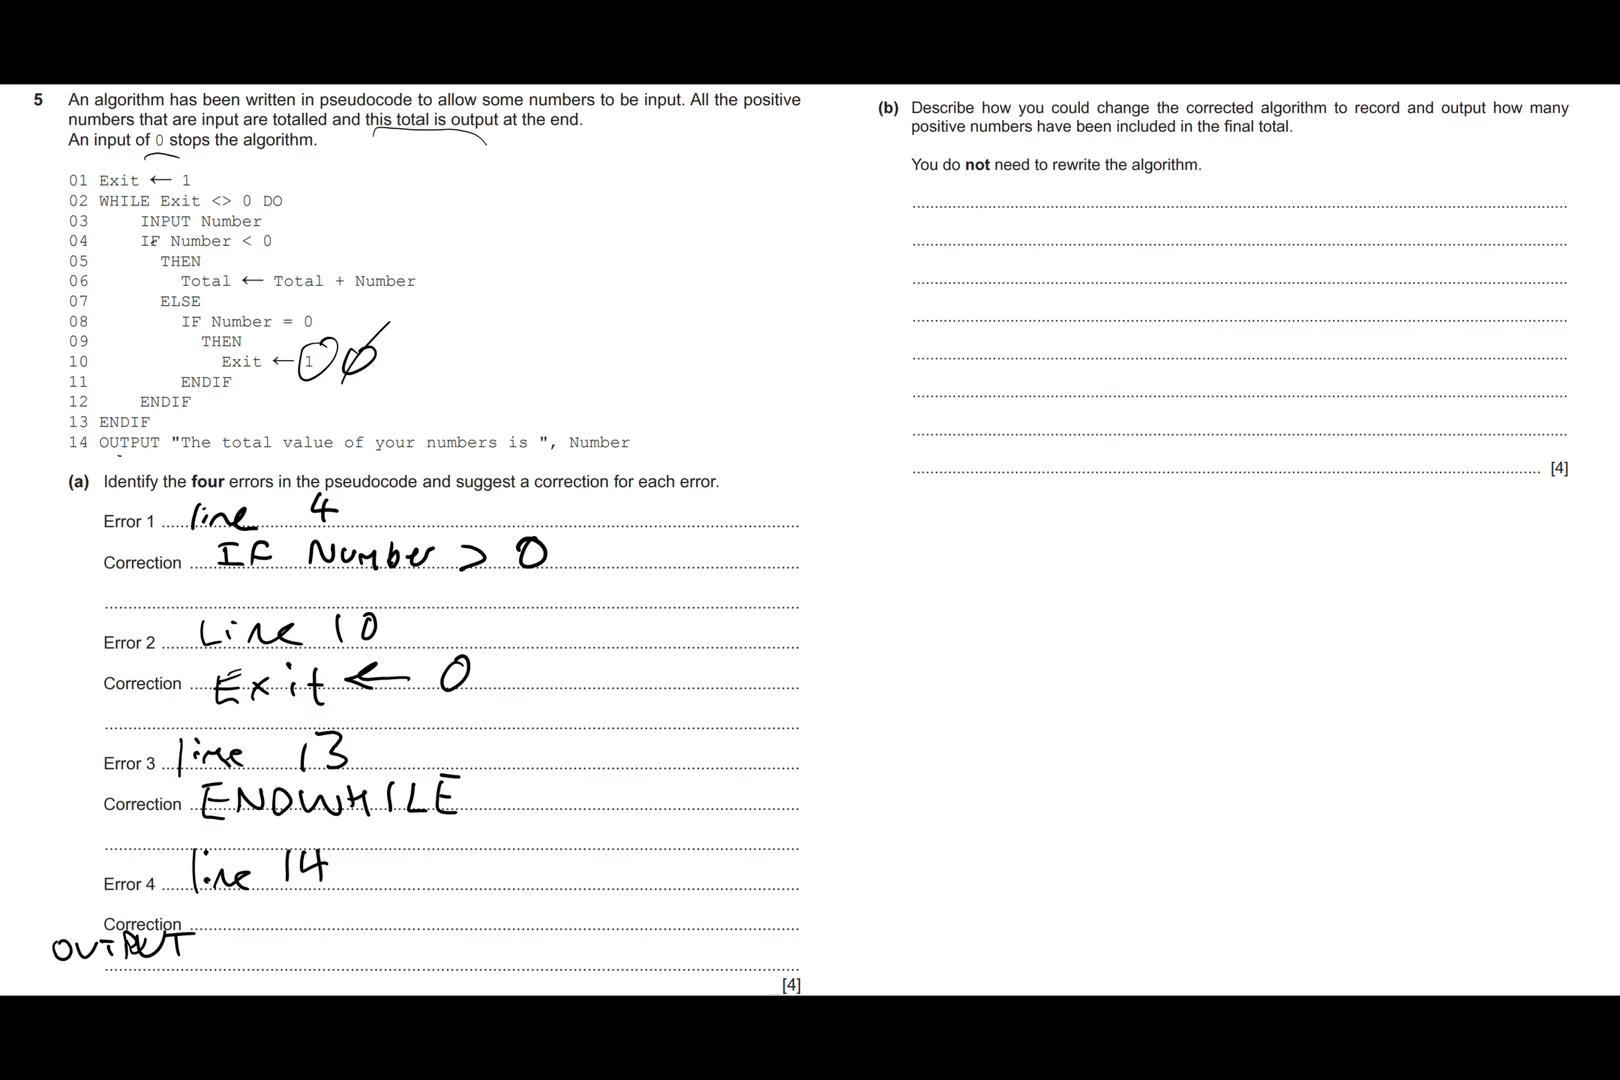 5 An algorithm has been written in pseudocode to allow some numbers to be input. All the positive
numbers that are input are totalled and this total is output at the end.
An input of 0 stops the algorithm.
01 Exit ← 1
02 WHILE Exit <> 0 DO
03 INPUT Number
04 IF Number < 0
05 THEN
06 Total ← Total + Number
07 ELSE
08 IF Number = 0
09 THEN
10 Exit ← 1 0
11 ENDIF
12 ENDIF
13 ENDIF
14 OUTPUT "The total value of your numbers is ", Number
(a) Identify the four errors in the pseudocode and suggest a correction for each error.
Error 1 line 4
Correction IF Number > 0
Error 2 Line 10
Correction Exit ← 0
Error 3 line 13
Correction ENDWHILE
Error 4 line 14
Correction
OUTPUT
[4]
(b) Describe how you could change the corrected algorithm to record and output how many
positive numbers have been included in the final total.
You do not need to rewrite the algorithm.
[4]